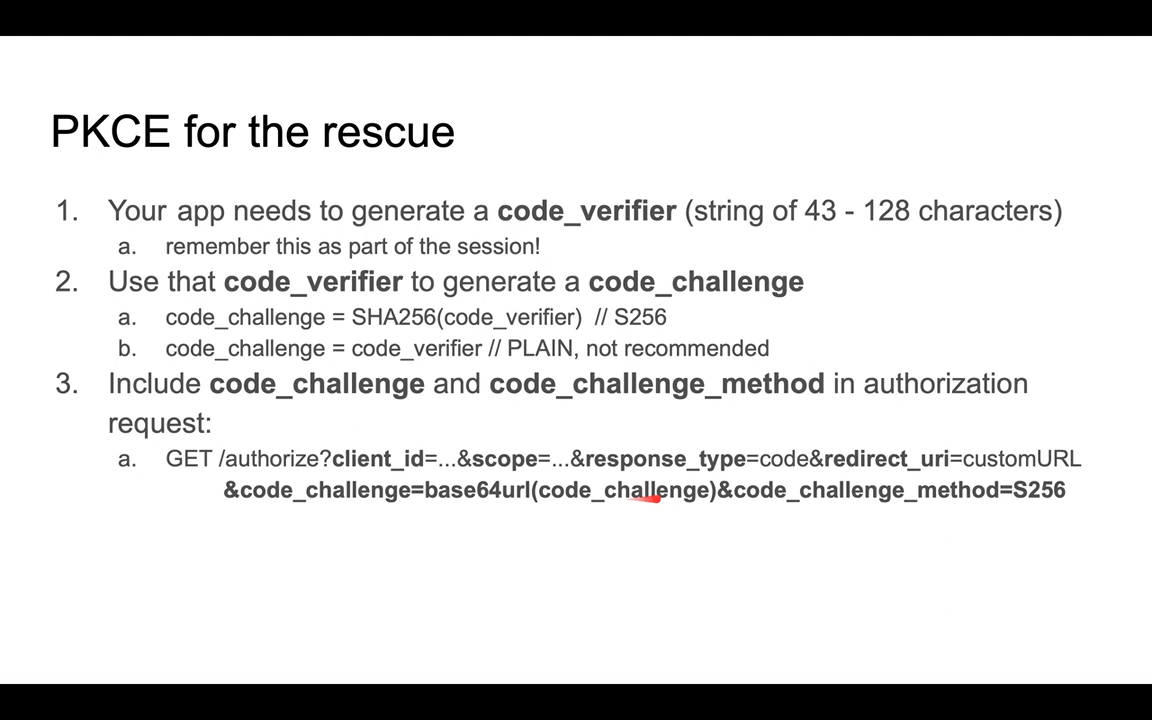 PKCE for the rescue
1. Your app needs to generate a code_verifier (string of 43 - 128 characters)
a. remember this as part of the session!
2. Use that code_verifier to generate a code_challenge
a. code_challenge = SHA256(code_verifier) // S256
b. code_challenge = code_verifier // PLAIN, not recommended
3. Include code_challenge and code_challenge_method in authorization
request:
a. GET /authorize?client_id=...&scope=...&response_type=code&redirect_uri=customURL
&code_challenge=base64url(code_challenge)&code_challenge_method=S256